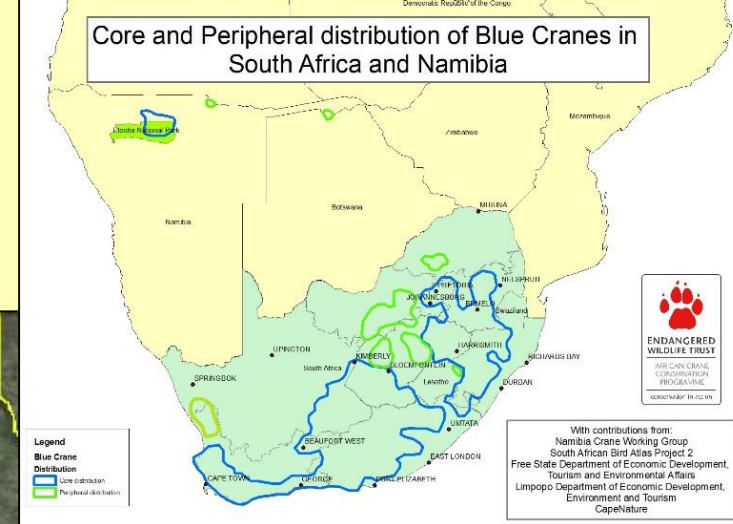 Democratic Republic of the Congo
Core and Peripheral distribution of Blue Cranes in
South Africa and Namibia
Etosha National Park
Mozambique
Zimbabwe
Botswana
Namibia
MUSINA
PRETORIA
NELSPRUIT
JOHANNESBURG
ERMELO
Swaziland
UPINGTON
South Africa
KIMBERLY
HARRISMITH
BLOEMFONTEIN
RICHARDS BAY
Lesotho
SPRINGBOK
DURBAN
UMTATA
BEAUFORT WEST
EAST LONDON
CAPE TOWN
GEORGE
PORT ELIZABETH
Legend
Blue Crane
Distribution
Core distribution
Peripheral distribution
ENDANGERED
WILDLIFE TRUST
AFRICAN CRANE
CONSERVATION
PROGRAMME
conservation in action
With contributions from:
Namibia Crane Working Group
South African Bird Atlas Project 2
Free State Department of Economic Development,
Tourism and Environmental Affairs
Limpopo Department of Economic Development,
Environment and Tourism
CapeNature